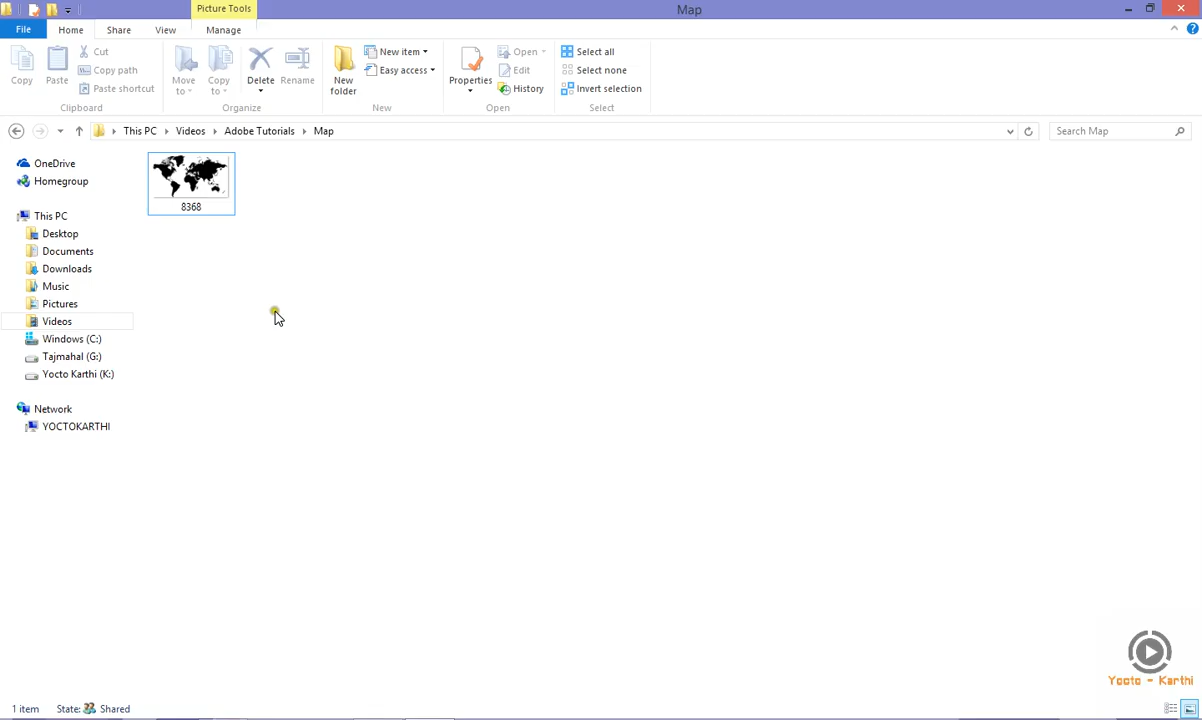 Picture Tools
Map
File
Home
Share
View
Manage
Copy
Paste
Cut
Copy path
Paste shortcut
Clipboard
Move to
Copy to
Delete
Rename
Organize
New folder
New item
Easy access
New
Properties
Open
Edit
History
Open
Select all
Select none
Invert selection
Select
This PC
Videos
Adobe Tutorials
Map
Search Map
OneDrive
Homegroup
This PC
Desktop
Documents
Downloads
Music
Pictures
Videos
Windows (C:)
Tajmahal (G:)
Yocto Karthi (K:)
Network
YOCTOKARTHI
8368
Yocto - Karthi
1 item
State:
Shared